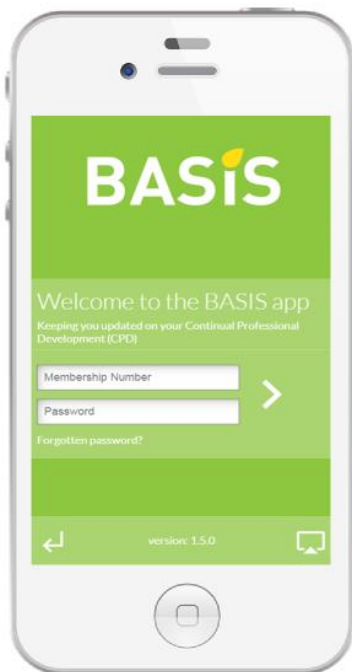 BASiS
Welcome to the BASIS app
Keeping you updated on your Continual Professional
Development (CPD)
Membership Number
Password
Forgotten password?
version: 1.5.0